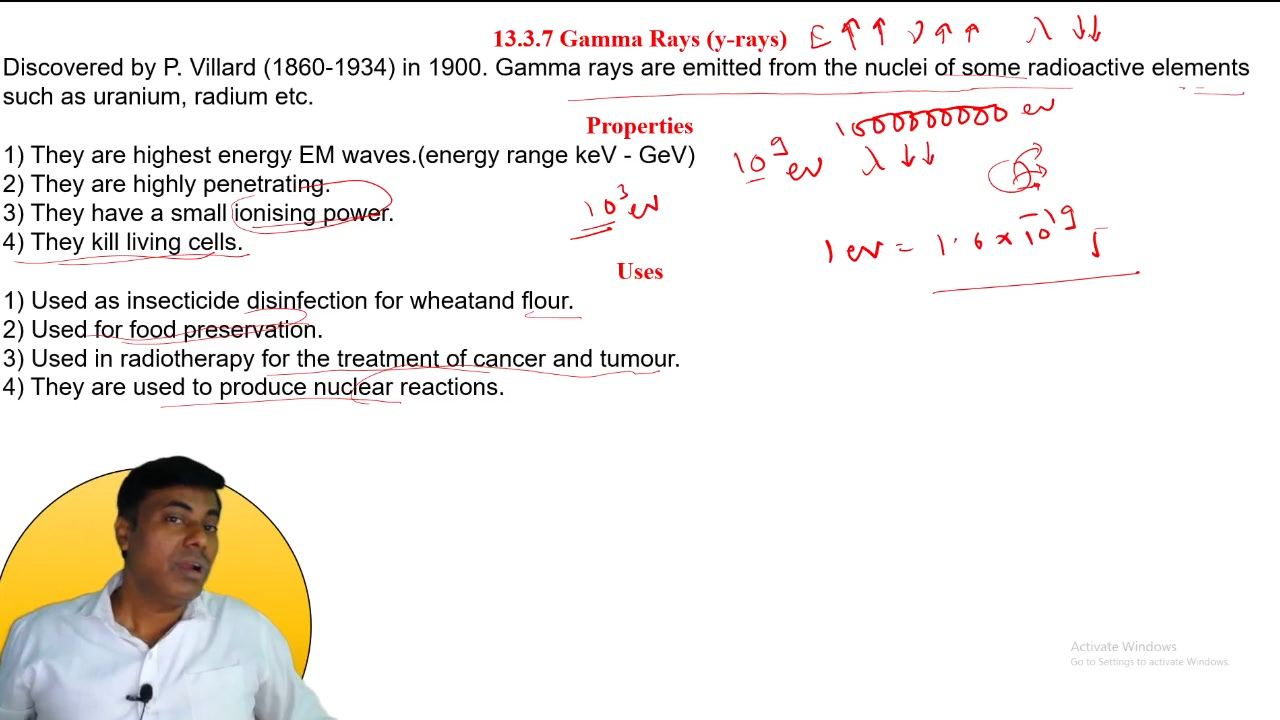 13.3.7 Gamma Rays (y-rays) E↑↑ ν↑↑ λ↓↓
Discovered by P. Villard (1860-1934) in 1900. Gamma rays are emitted from the nuclei of some radioactive elements
such as uranium, radium etc.
Properties
1) They are highest energy EM waves.(energy range keV - GeV)
10⁹ ev λ↓↓
2) They are highly penetrating.
3) They have a small ionising power.
10³ ev
4) They kill living cells.
1 ev = 1.6 × 10⁻¹⁹ J
Uses
1) Used as insecticide disinfection for wheatand flour.
2) Used for food preservation.
3) Used in radiotherapy for the treatment of cancer and tumour.
4) They are used to produce nuclear reactions.
Activate Windows
Go to Settings to activate Windows.